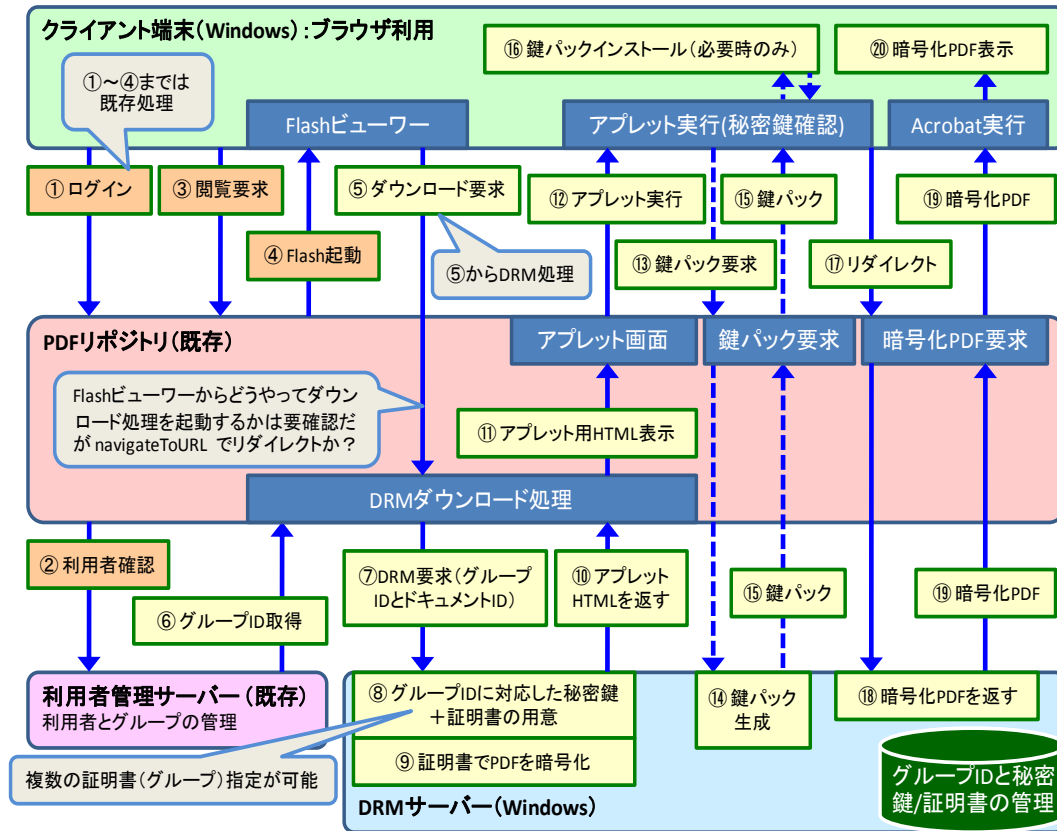 クライアント端末(Windows):ブラウザ利用
⑯ 鍵パックインストール(必要時のみ)
⑳ 暗号化PDF表示
①～④までは
既存処理
Flashビューワー
アプレット実行(秘密鍵確認)
Acrobat実行
① ログイン
③ 閲覧要求
⑤ ダウンロード要求
⑫ アプレット実行
⑮ 鍵パック
⑲ 暗号化PDF
④ Flash起動
⑤からDRM処理
⑬ 鍵パック要求
⑰ リダイレクト
PDFリポジトリ(既存)
アプレット画面
鍵パック要求
暗号化PDF要求
Flashビューワーからどうやってダウン
ロード処理を起動するかは要確認だ
が navigateToURL でリダイレクトか？
⑪ アプレット用HTML表示
DRMダウンロード処理
② 利用者確認
⑦DRM要求(グループ
IDとドキュメントID)
⑩ アプレット
HTMLを返す
⑮ 鍵パック
⑲ 暗号化PDF
⑥ グループID取得
利用者管理サーバー(既存)
利用者とグループの管理
⑧ グループIDに対応した秘密鍵
＋証明書の用意
⑭ 鍵パック
生成
⑱ 暗号化PDFを返す
⑨ 証明書でPDFを暗号化
複数の証明書(グループ)指定が可能
グループIDと秘密
鍵/証明書の管理
DRMサーバー(Windows)